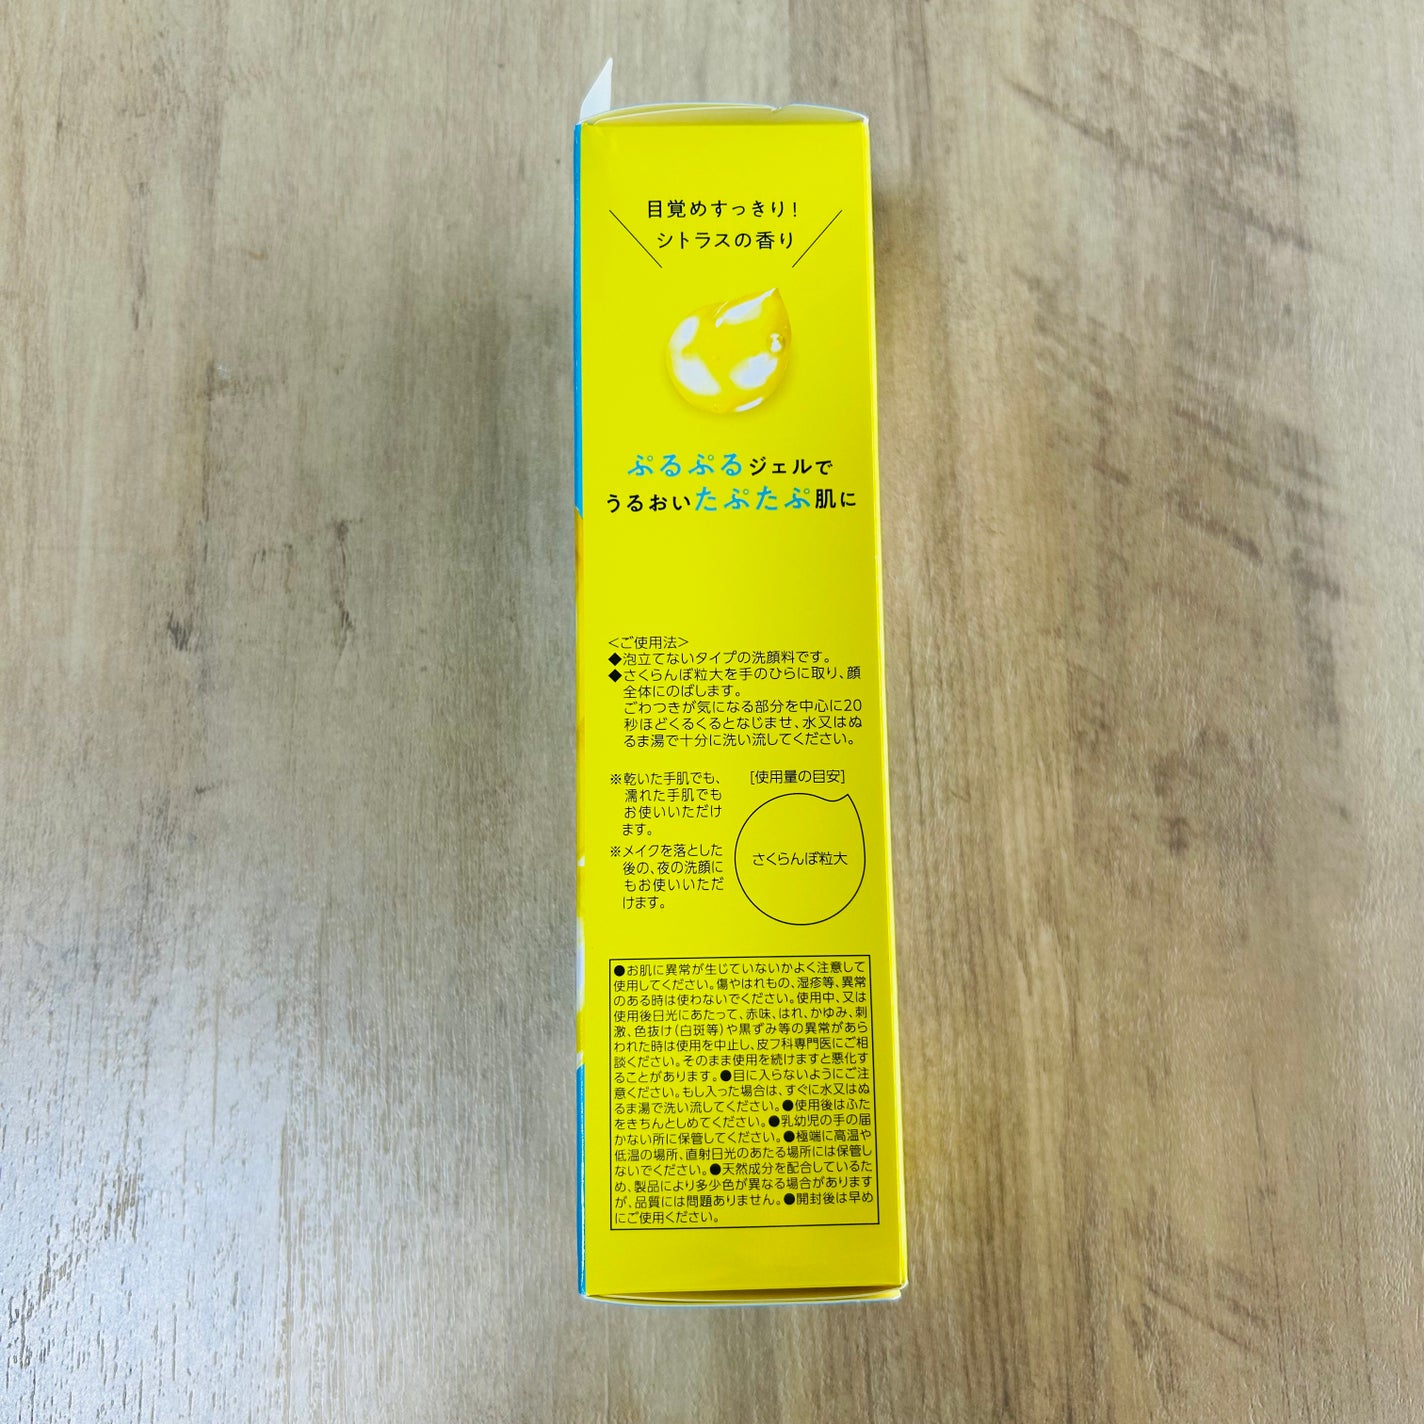 目覚めすっきり！
シトラスの香り
ぷるぷるジェルで
うるおいたぷたぷ肌に
＜ご使用法＞
◆泡立てないタイプの洗顔料です。
◆さくらんぼ粒大を手のひらに取り、顔
全体にのばします。
ごわつきが気になる部分を中心に20
秒ほどくるくるとなじませ、水又はぬ
るま湯で十分に洗い流してください。
※乾いた手肌でも、
濡れた手肌でも
お使いいただけ
ます。
※メイクを落とした
後の、夜の洗顔に
もお使いいただ
けます。
[使用量の目安]
さくらんぼ粒大
●お肌に異常が生じていないかよく注意して
使用してください。傷やはれもの、湿疹等、異常
のある時は使わないでください。使用中、又は
使用後日光にあたって、赤味、はれ、かゆみ、刺
激、色抜け（白斑等）や黒ずみ等の異常があら
われた時は使用を中止し、皮フ科専門医にご相
談ください。そのまま使用を続けますと悪化す
ることがあります。●目に入らないようにご注
意ください。もし入った場合は、すぐに水又はぬ
るま湯で洗い流してください。●使用後はふた
をきちんとしめてください。●乳幼児の手の届
かない所に保管してください。●極端に高温や
低温の場所、直射日光のあたる場所には保管し
ないでください。●天然成分を配合しているた
め、製品により多少色が異なる場合があります
が、品質には問題ありません。●開封後は早め
にご使用ください。